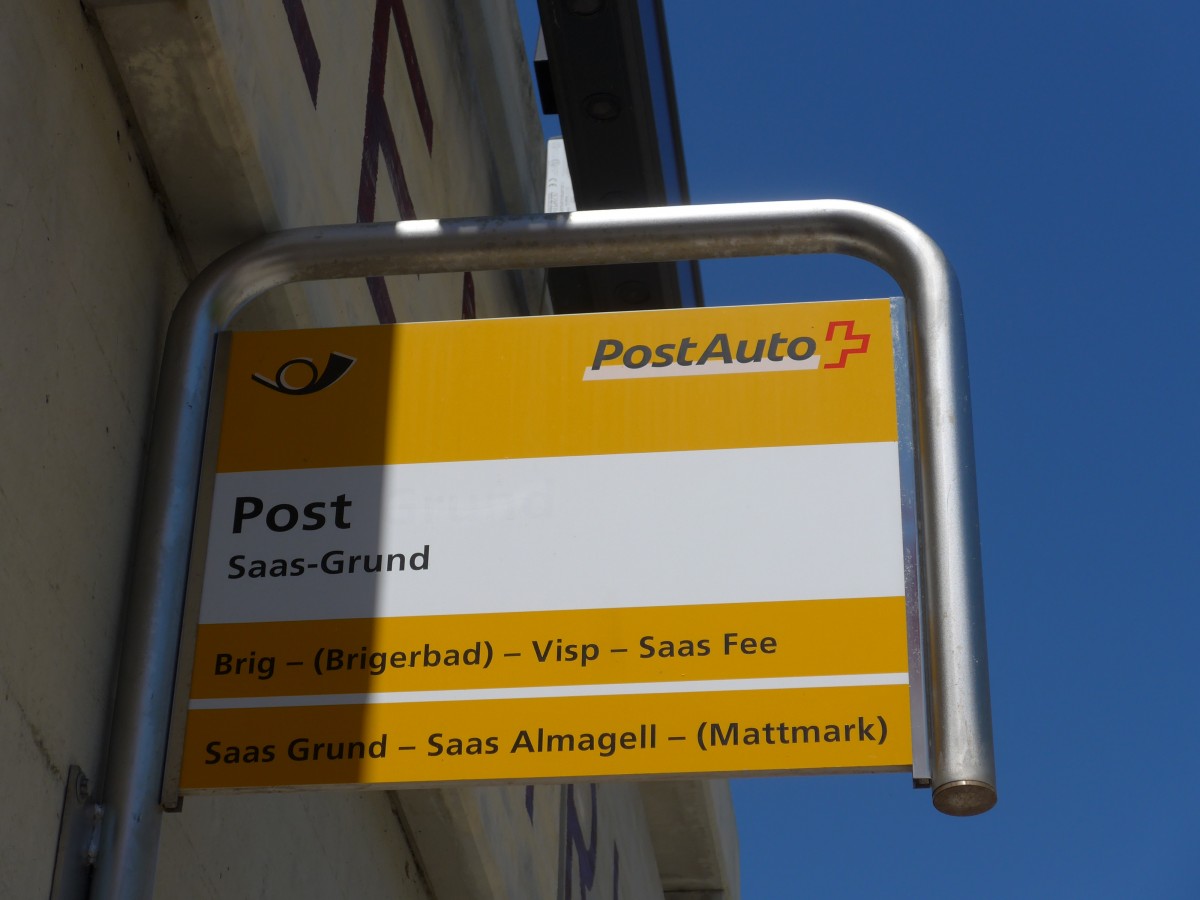 PostAuto
Post
Saas-Grund
Brig – (Brigerbad) – Visp – Saas Fee
Saas Grund – Saas Almagell – (Mattmark)